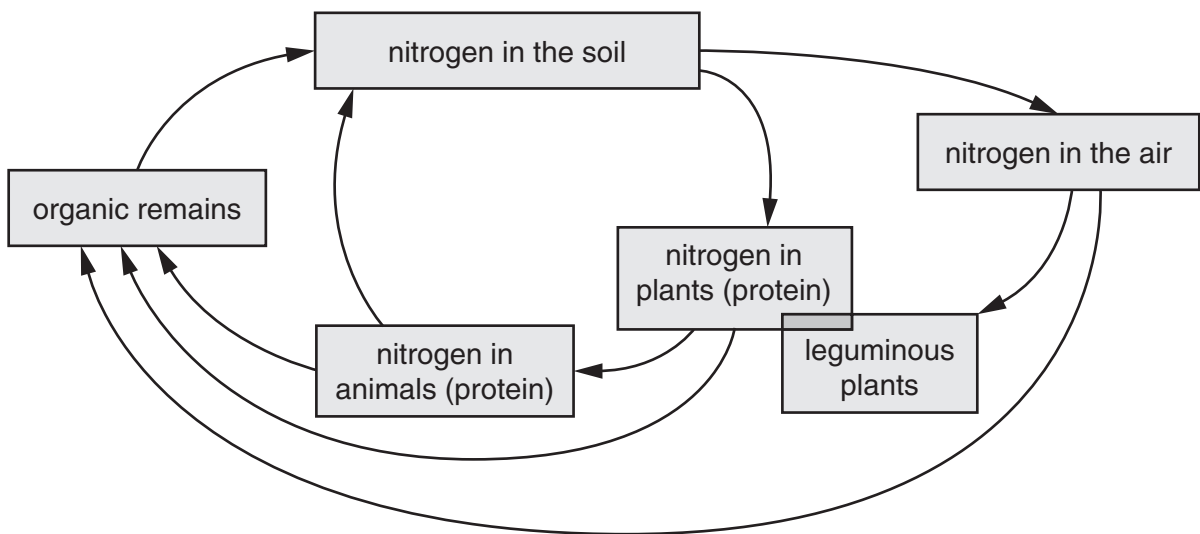 nitrogen in the soil
nitrogen in the air
organic remains
nitrogen in
plants (protein)
leguminous
plants
nitrogen in
animals (protein)